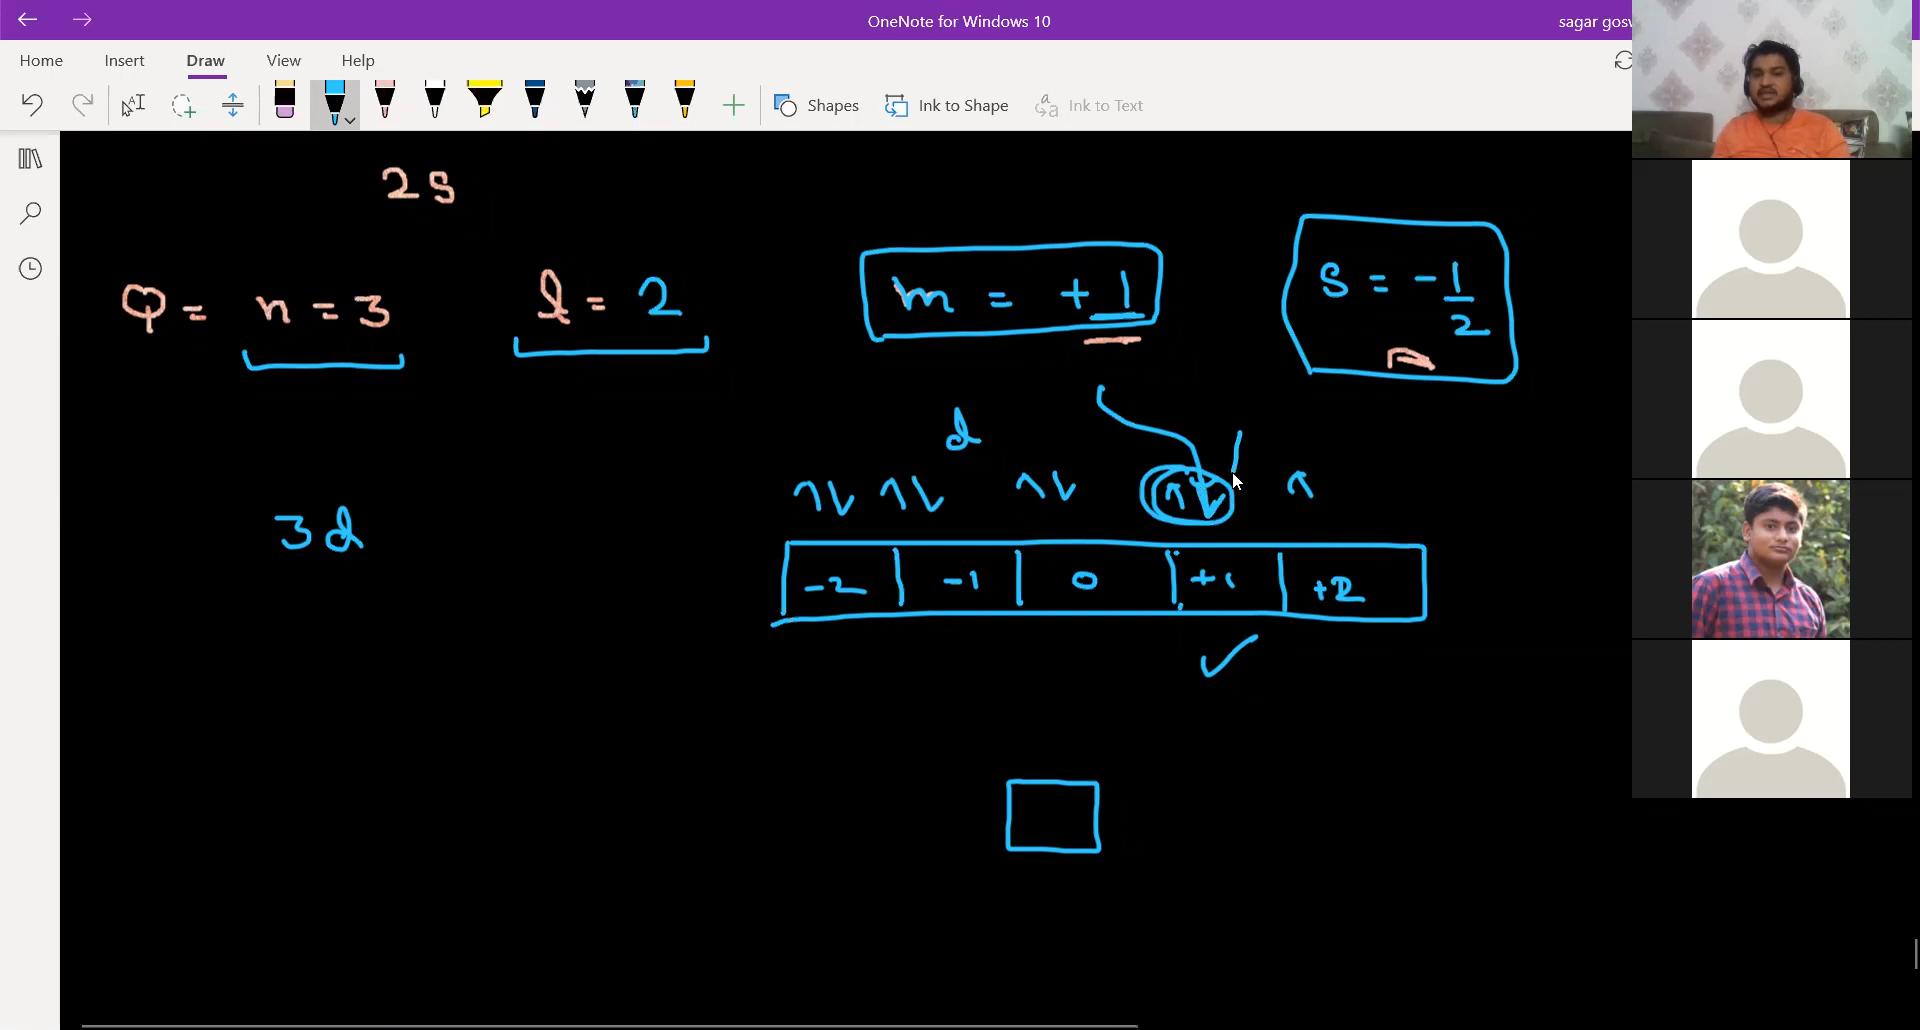 OneNote for Windows 10
sagar gosw
Home Insert Draw View Help
Shapes Ink to Shape Ink to Text
2s
Q = n = 3 l = 2 m = +1 s = -1/2
d
3d
-2 -1 0 +1 +2